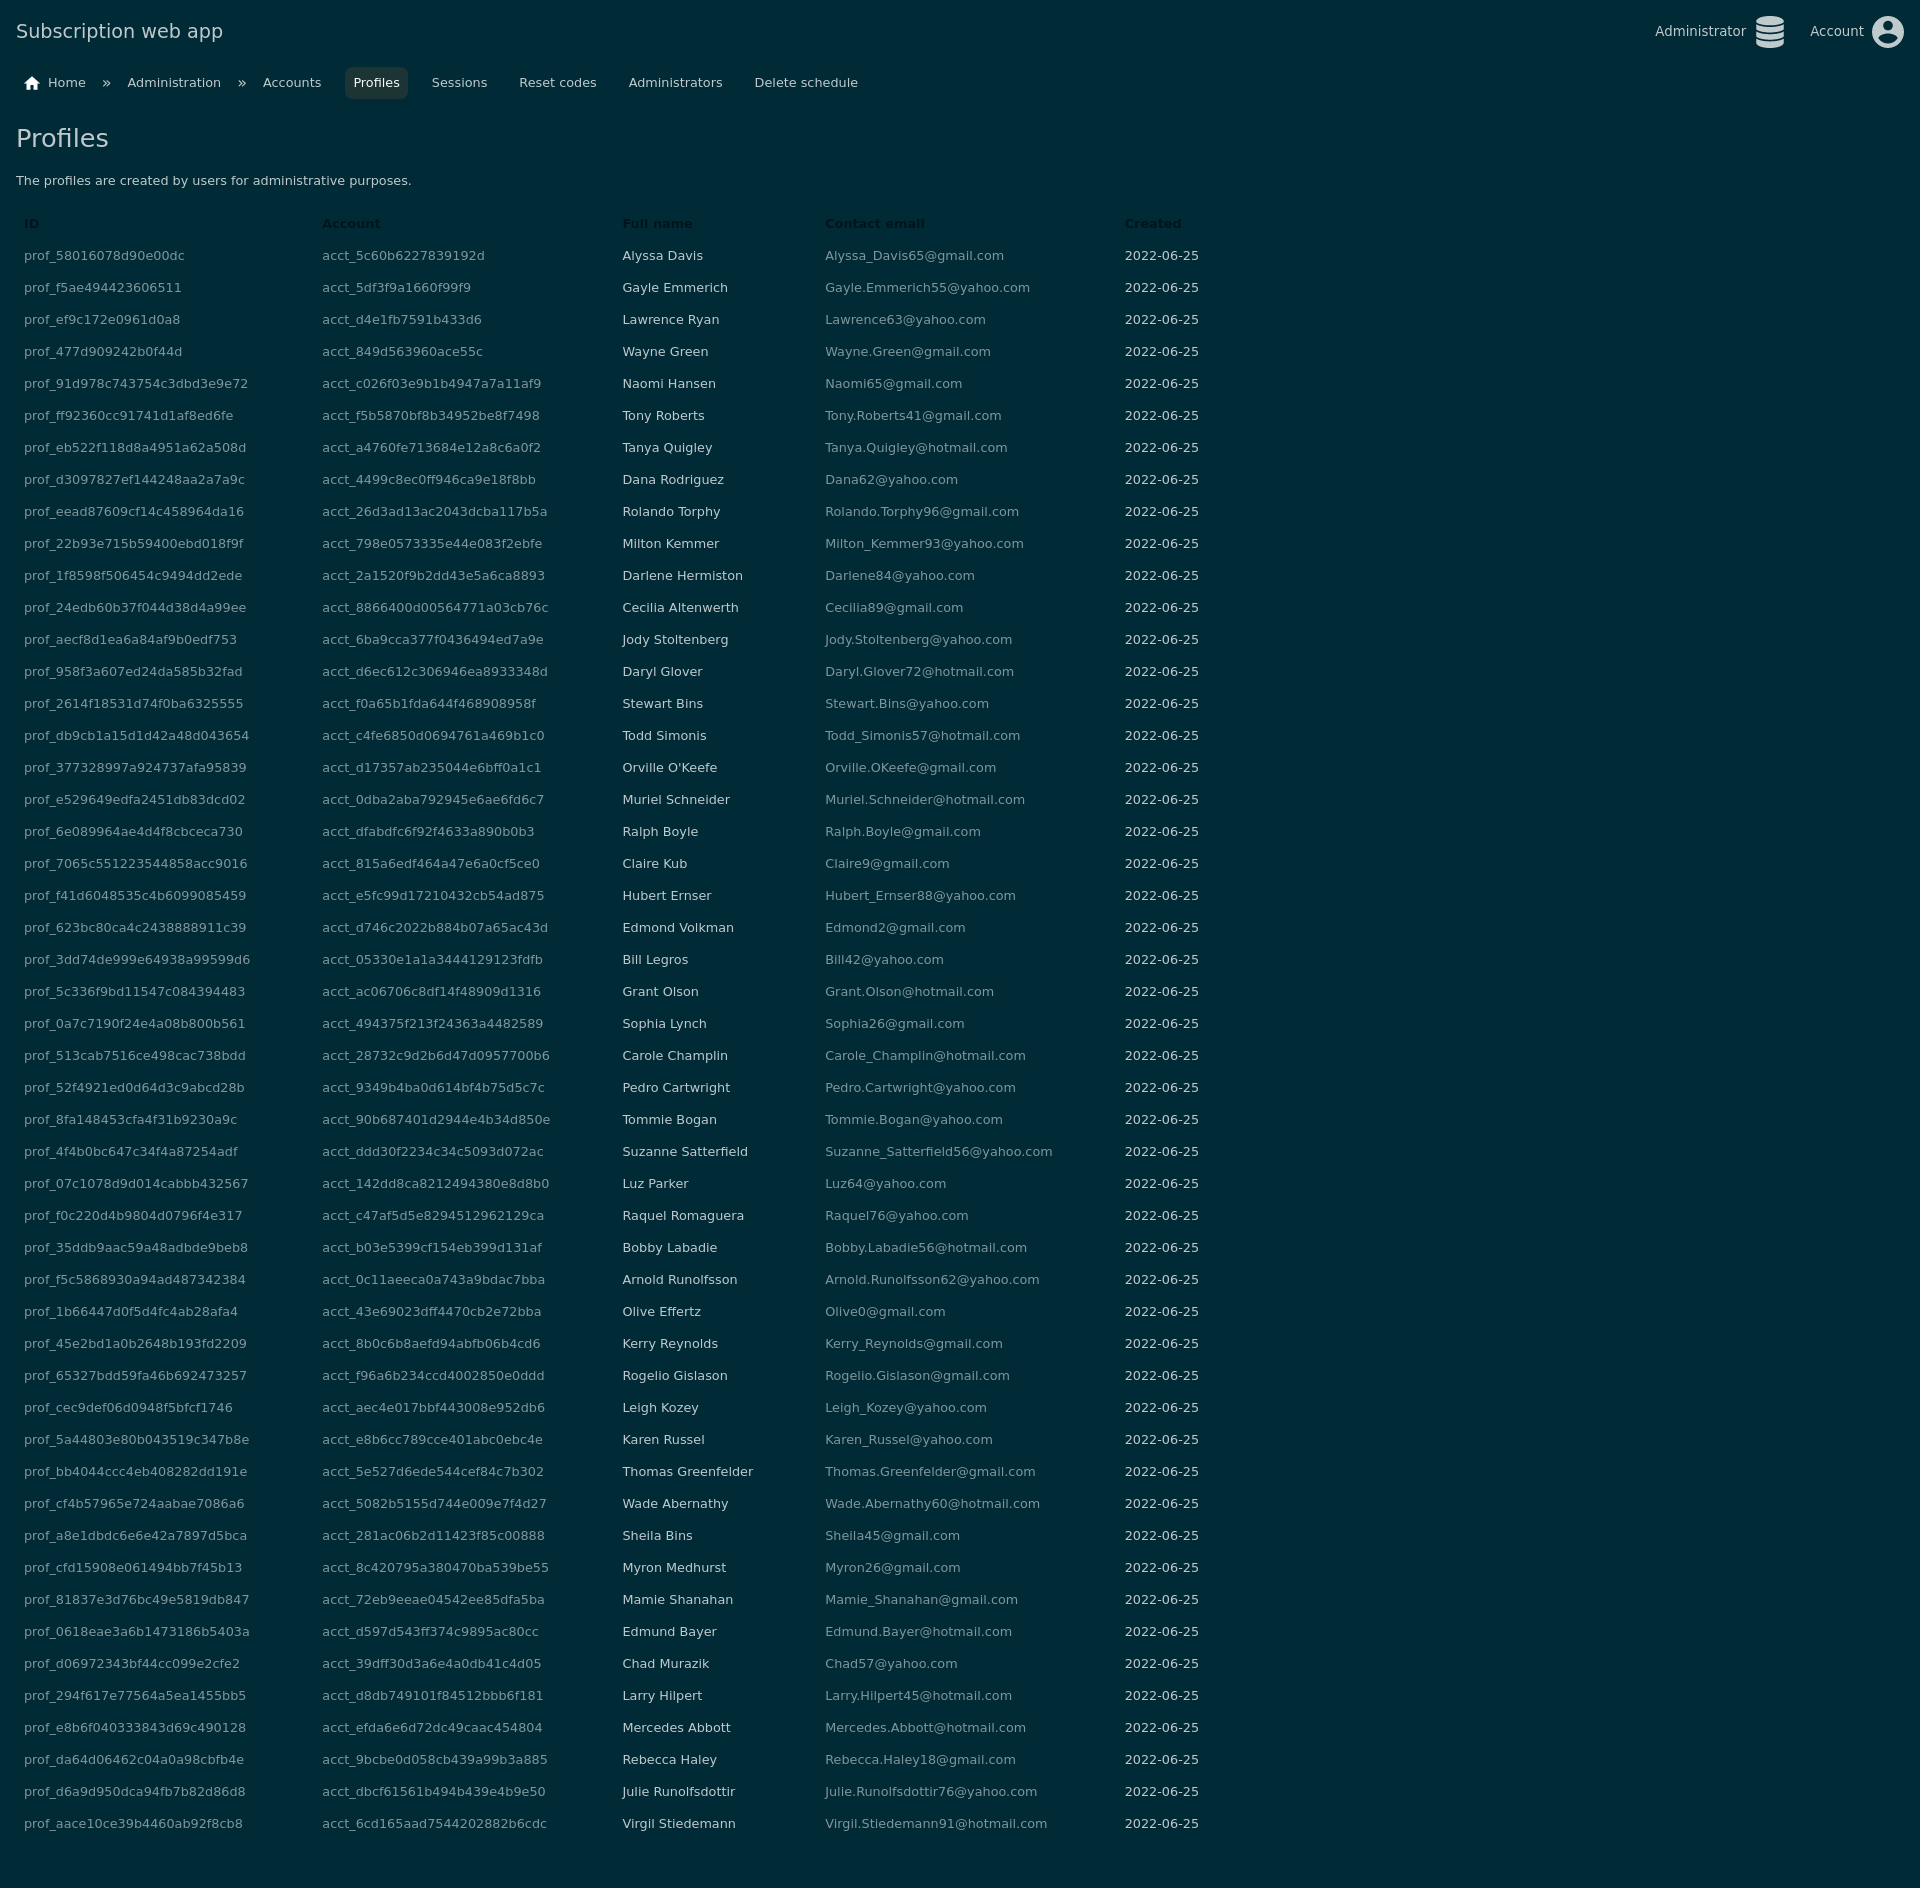 Subscription web app Administrator Account
Home » Administration » Accounts Profiles Sessions Reset codes Administrators Delete schedule
Profiles
The profiles are created by users for administrative purposes.
ID Account Full name Contact email Created
prof_58016078d90e00dc acct_5c60b6227839192d Alyssa Davis Alyssa_Davis65@gmail.com 2022-06-25
prof_f5ae494423606511 acct_5df3f9a1660f99f9 Gayle Emmerich Gayle.Emmerich55@yahoo.com 2022-06-25
prof_ef9c172e0961d0a8 acct_d4e1fb7591b433d6 Lawrence Ryan Lawrence63@yahoo.com 2022-06-25
prof_477d909242b0f44d acct_849d563960ace55c Wayne Green Wayne.Green@gmail.com 2022-06-25
prof_91d978c743754c3dbd3e9e72 acct_c026f03e9b1b4947a7a11af9 Naomi Hansen Naomi65@gmail.com 2022-06-25
prof_ff92360cc91741d1af8ed6fe acct_f5b5870bf8b34952be8f7498 Tony Roberts Tony.Roberts41@gmail.com 2022-06-25
prof_eb522f118d8a4951a62a508d acct_a4760fe713684e12a8c6a0f2 Tanya Quigley Tanya.Quigley@hotmail.com 2022-06-25
prof_d3097827ef144248aa2a7a9c acct_4499c8ec0ff946ca9e18f8bb Dana Rodriguez Dana62@yahoo.com 2022-06-25
prof_eead87609cf14c458964da16 acct_26d3ad13ac2043dcba117b5a Rolando Torphy Rolando.Torphy96@gmail.com 2022-06-25
prof_22b93e715b59400ebd018f9f acct_798e0573335e44e083f2ebfe Milton Kemmer Milton_Kemmer93@yahoo.com 2022-06-25
prof_1f8598f506454c9494dd2ede acct_2a1520f9b2dd43e5a6ca8893 Darlene Hermiston Darlene84@yahoo.com 2022-06-25
prof_24edb60b37f044d38d4a99ee acct_8866400d00564771a03cb76c Cecilia Altenwerth Cecilia89@gmail.com 2022-06-25
prof_aecf8d1ea6a84af9b0edf753 acct_6ba9cca377f0436494ed7a9e Jody Stoltenberg Jody.Stoltenberg@yahoo.com 2022-06-25
prof_958f3a607ed24da585b32fad acct_d6ec612c306946ea8933348d Daryl Glover Daryl.Glover72@hotmail.com 2022-06-25
prof_2614f18531d74f0ba6325555 acct_f0a65b1fda644f468908958f Stewart Bins Stewart.Bins@yahoo.com 2022-06-25
prof_db9cb1a15d1d42a48d043654 acct_c4fe6850d0694761a469b1c0 Todd Simonis Todd_Simonis57@hotmail.com 2022-06-25
prof_377328997a924737afa95839 acct_d17357ab235044e6bff0a1c1 Orville O'Keefe Orville.OKeefe@gmail.com 2022-06-25
prof_e529649edfa2451db83dcd02 acct_0dba2aba792945e6ae6fd6c7 Muriel Schneider Muriel.Schneider@hotmail.com 2022-06-25
prof_6e089964ae4d4f8cbceca730 acct_dfabdfc6f92f4633a890b0b3 Ralph Boyle Ralph.Boyle@gmail.com 2022-06-25
prof_7065c551223544858acc9016 acct_815a6edf464a47e6a0cf5ce0 Claire Kub Claire9@gmail.com 2022-06-25
prof_f41d6048535c4b6099085459 acct_e5fc99d17210432cb54ad875 Hubert Ernser Hubert_Ernser88@yahoo.com 2022-06-25
prof_623bc80ca4c2438888911c39 acct_d746c2022b884b07a65ac43d Edmond Volkman Edmond2@gmail.com 2022-06-25
prof_3dd74de999e64938a99599d6 acct_05330e1a1a3444129123fdfb Bill Legros Bill42@yahoo.com 2022-06-25
prof_5c336f9bd11547c084394483 acct_ac06706c8df14f48909d1316 Grant Olson Grant.Olson@hotmail.com 2022-06-25
prof_0a7c7190f24e4a08b800b561 acct_494375f213f24363a4482589 Sophia Lynch Sophia26@gmail.com 2022-06-25
prof_513cab7516ce498cac738bdd acct_28732c9d2b6d47d0957700b6 Carole Champlin Carole_Champlin@hotmail.com 2022-06-25
prof_52f4921ed0d64d3c9abcd28b acct_9349b4ba0d614bf4b75d5c7c Pedro Cartwright Pedro.Cartwright@yahoo.com 2022-06-25
prof_8fa148453cfa4f31b9230a9c acct_90b687401d2944e4b34d850e Tommie Bogan Tommie.Bogan@yahoo.com 2022-06-25
prof_4f4b0bc647c34f4a87254adf acct_ddd30f2234c34c5093d072ac Suzanne Satterfield Suzanne_Satterfield56@yahoo.com 2022-06-25
prof_07c1078d9d014cabbb432567 acct_142dd8ca8212494380e8d8b0 Luz Parker Luz64@yahoo.com 2022-06-25
prof_f0c220d4b9804d0796f4e317 acct_c47af5d5e8294512962129ca Raquel Romaguera Raquel76@yahoo.com 2022-06-25
prof_35ddb9aac59a48adbde9beb8 acct_b03e5399cf154eb399d131af Bobby Labadie Bobby.Labadie56@hotmail.com 2022-06-25
prof_f5c5868930a94ad487342384 acct_0c11aeeca0a743a9bdac7bba Arnold Runolfsson Arnold.Runolfsson62@yahoo.com 2022-06-25
prof_1b66447d0f5d4fc4ab28afa4 acct_43e69023dff4470cb2e72bba Olive Effertz Olive0@gmail.com 2022-06-25
prof_45e2bd1a0b2648b193fd2209 acct_8b0c6b8aefd94abfb06b4cd6 Kerry Reynolds Kerry_Reynolds@gmail.com 2022-06-25
prof_65327bdd59fa46b692473257 acct_f96a6b234ccd4002850e0ddd Rogelio Gislason Rogelio.Gislason@gmail.com 2022-06-25
prof_cec9def06d0948f5bfcf1746 acct_aec4e017bbf443008e952db6 Leigh Kozey Leigh_Kozey@yahoo.com 2022-06-25
prof_5a44803e80b043519c347b8e acct_e8b6cc789cce401abc0ebc4e Karen Russel Karen_Russel@yahoo.com 2022-06-25
prof_bb4044ccc4eb408282dd191e acct_5e527d6ede544cef84c7b302 Thomas Greenfelder Thomas.Greenfelder@gmail.com 2022-06-25
prof_cf4b57965e724aabae7086a6 acct_5082b5155d744e009e7f4d27 Wade Abernathy Wade.Abernathy60@hotmail.com 2022-06-25
prof_a8e1dbdc6e6e42a7897d5bca acct_281ac06b2d11423f85c00888 Sheila Bins Sheila45@gmail.com 2022-06-25
prof_cfd15908e061494bb7f45b13 acct_8c420795a380470ba539be55 Myron Medhurst Myron26@gmail.com 2022-06-25
prof_81837e3d76bc49e5819db847 acct_72eb9eeae04542ee85dfa5ba Mamie Shanahan Mamie_Shanahan@gmail.com 2022-06-25
prof_0618eae3a6b1473186b5403a acct_d597d543ff374c9895ac80cc Edmund Bayer Edmund.Bayer@hotmail.com 2022-06-25
prof_d06972343bf44cc099e2cfe2 acct_39dff30d3a6e4a0db41c4d05 Chad Murazik Chad57@yahoo.com 2022-06-25
prof_294f617e77564a5ea1455bb5 acct_d8db749101f84512bbb6f181 Larry Hilpert Larry.Hilpert45@hotmail.com 2022-06-25
prof_e8b6f040333843d69c490128 acct_efda6e6d72dc49caac454804 Mercedes Abbott Mercedes.Abbott@hotmail.com 2022-06-25
prof_da64d06462c04a0a98cbfb4e acct_9bcbe0d058cb439a99b3a885 Rebecca Haley Rebecca.Haley18@gmail.com 2022-06-25
prof_d6a9d950dca94fb7b82d86d8 acct_dbcf61561b494b439e4b9e50 Julie Runolfsdottir Julie.Runolfsdottir76@yahoo.com 2022-06-25
prof_aace10ce39b4460ab92f8cb8 acct_6cd165aad7544202882b6cdc Virgil Stiedemann Virgil.Stiedemann91@hotmail.com 2022-06-25